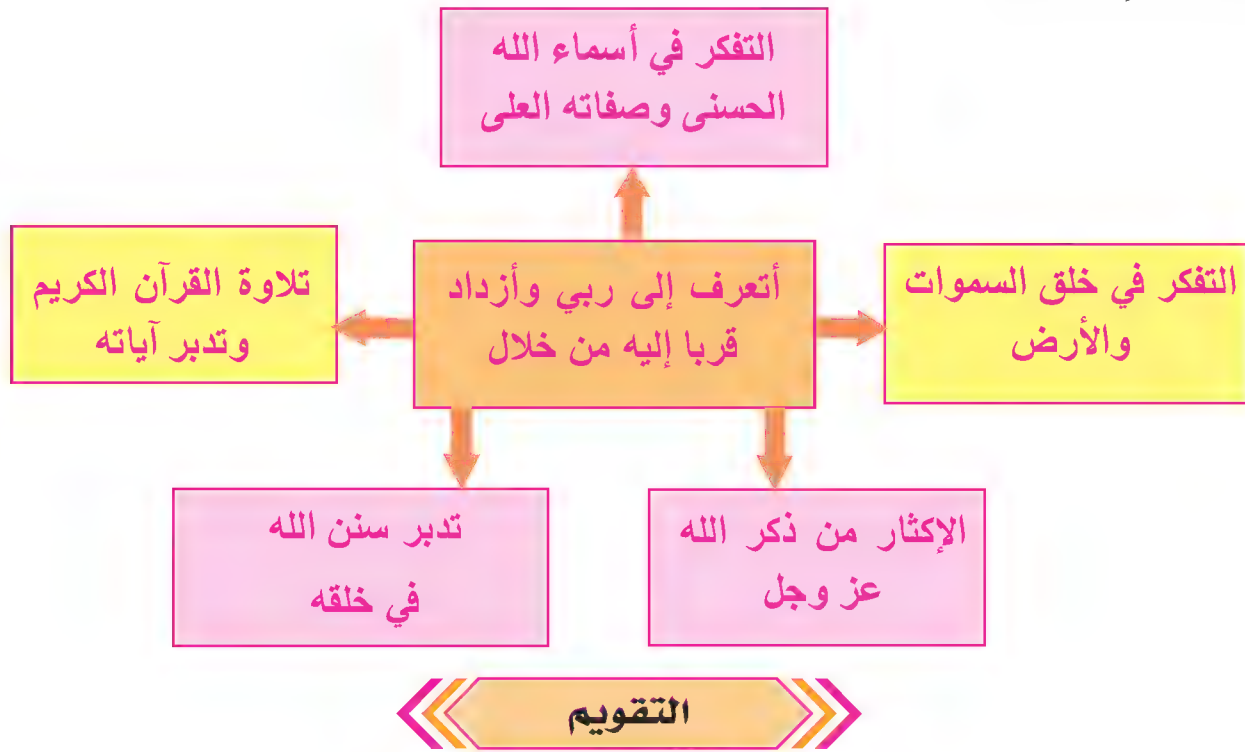 التفكر في أسماء الله
الحسنى وصفاته العلى
التفكر في خلق السموات
والأرض
أتعرف إلى ربي وأزداد
قربا إليه من خلال
تلاوة القرآن الكريم
وتدبر آياته
الإكثار من ذكر الله
عز وجل
تدبر سنن الله
في خلقه
التقويم